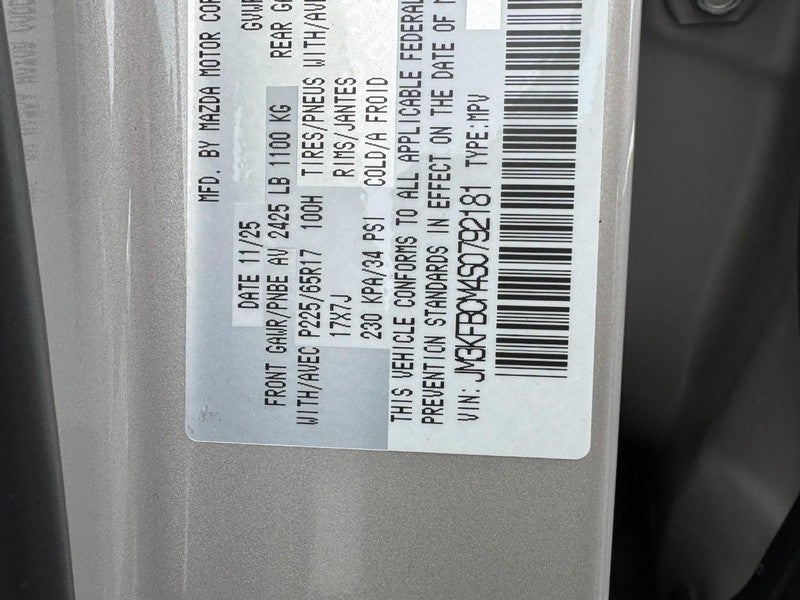 MFD. BY MAZDA MOTOR COR
DATE 11/25 GVWR
FRONT GAWR/PNBE AV 2425 LB 1100 KG REAR G
WITH/AVEC P225/65R17 100H TIRES/PNEUS WITH/AVE
17X7J RIMS/JANTES
230 KPA/34 PSI COLD/A FROID
THIS VEHICLE CONFORMS TO ALL APPLICABLE FEDERAL
PREVENTION STANDARDS IN EFFECT ON THE DATE OF M
VIN: JM3KFBCM4S0792181 TYPE: MPV